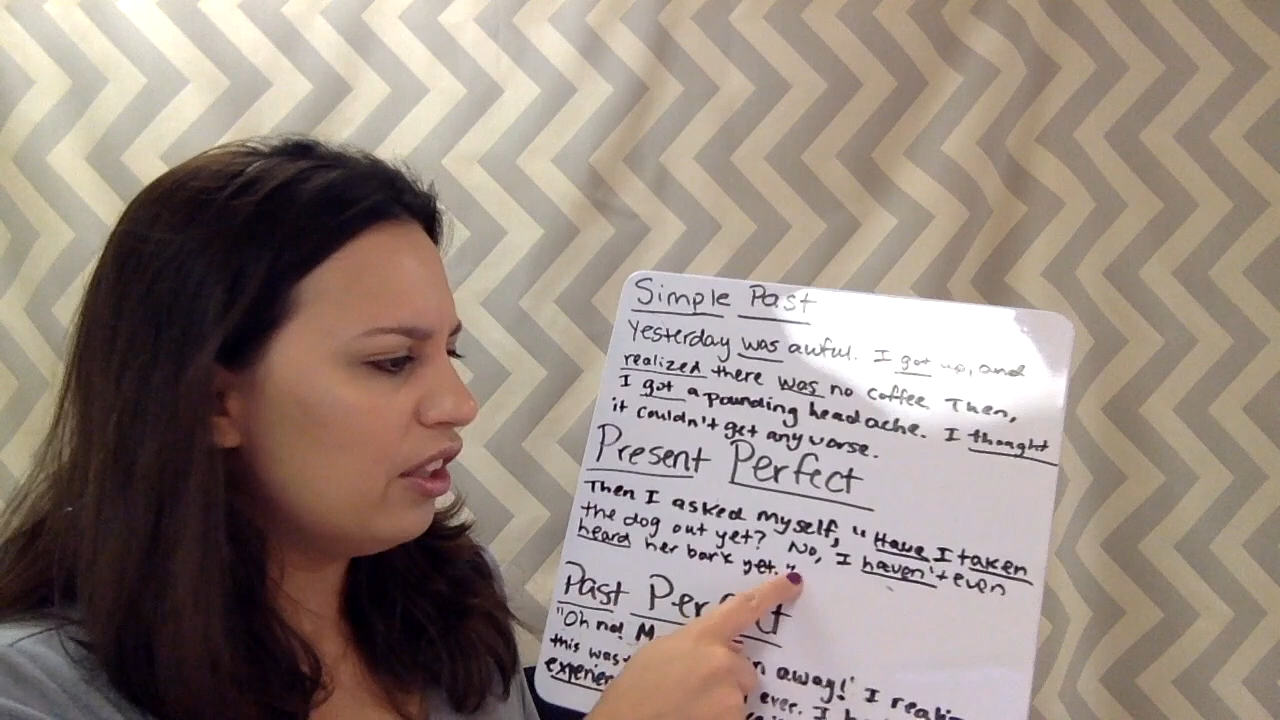 Simple Past
Yesterday was awful. I got up, and
realized there was no coffee. Then,
I got a pounding headache. I thought
it couldn't get any worse.
Present Perfect
Then I asked myself, "Have I taken
the dog out yet? No, I haven't even
heard her bark yet."
Past
"Oh no! away!" I
this was
ever. I